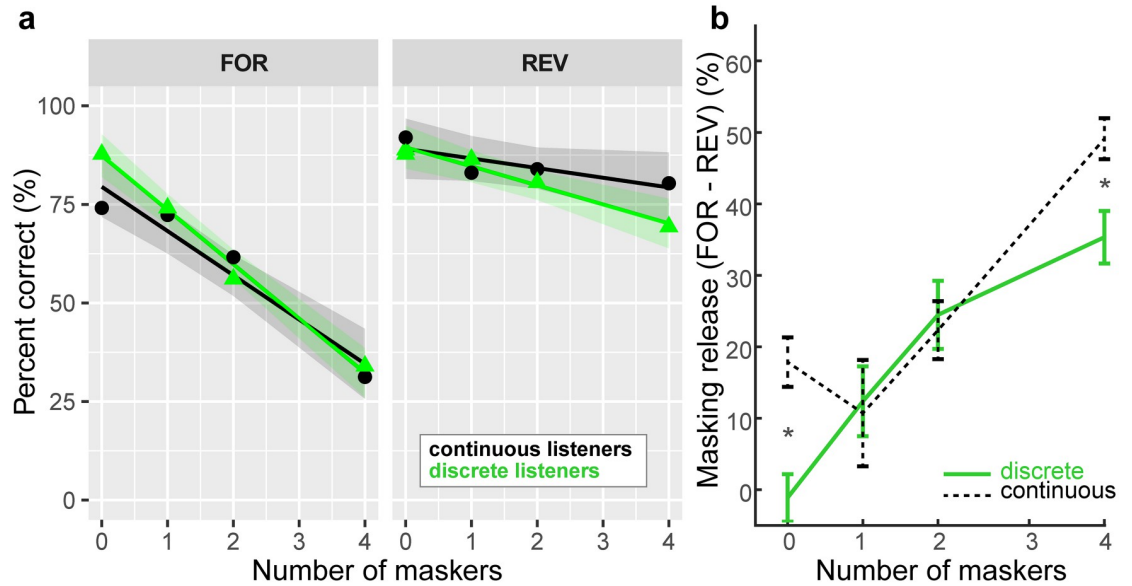 a
FOR
REV
Percent correct (%)
100
75
50
25
0
continuous listeners
discrete listeners
0 1 2 3 4
0 1 2 3 4
Number of maskers
b
Masking release (FOR - REV) (%)
60
50
40
30
20
10
0
*
*
discrete
continuous
0 1 2 3 4
Number of maskers